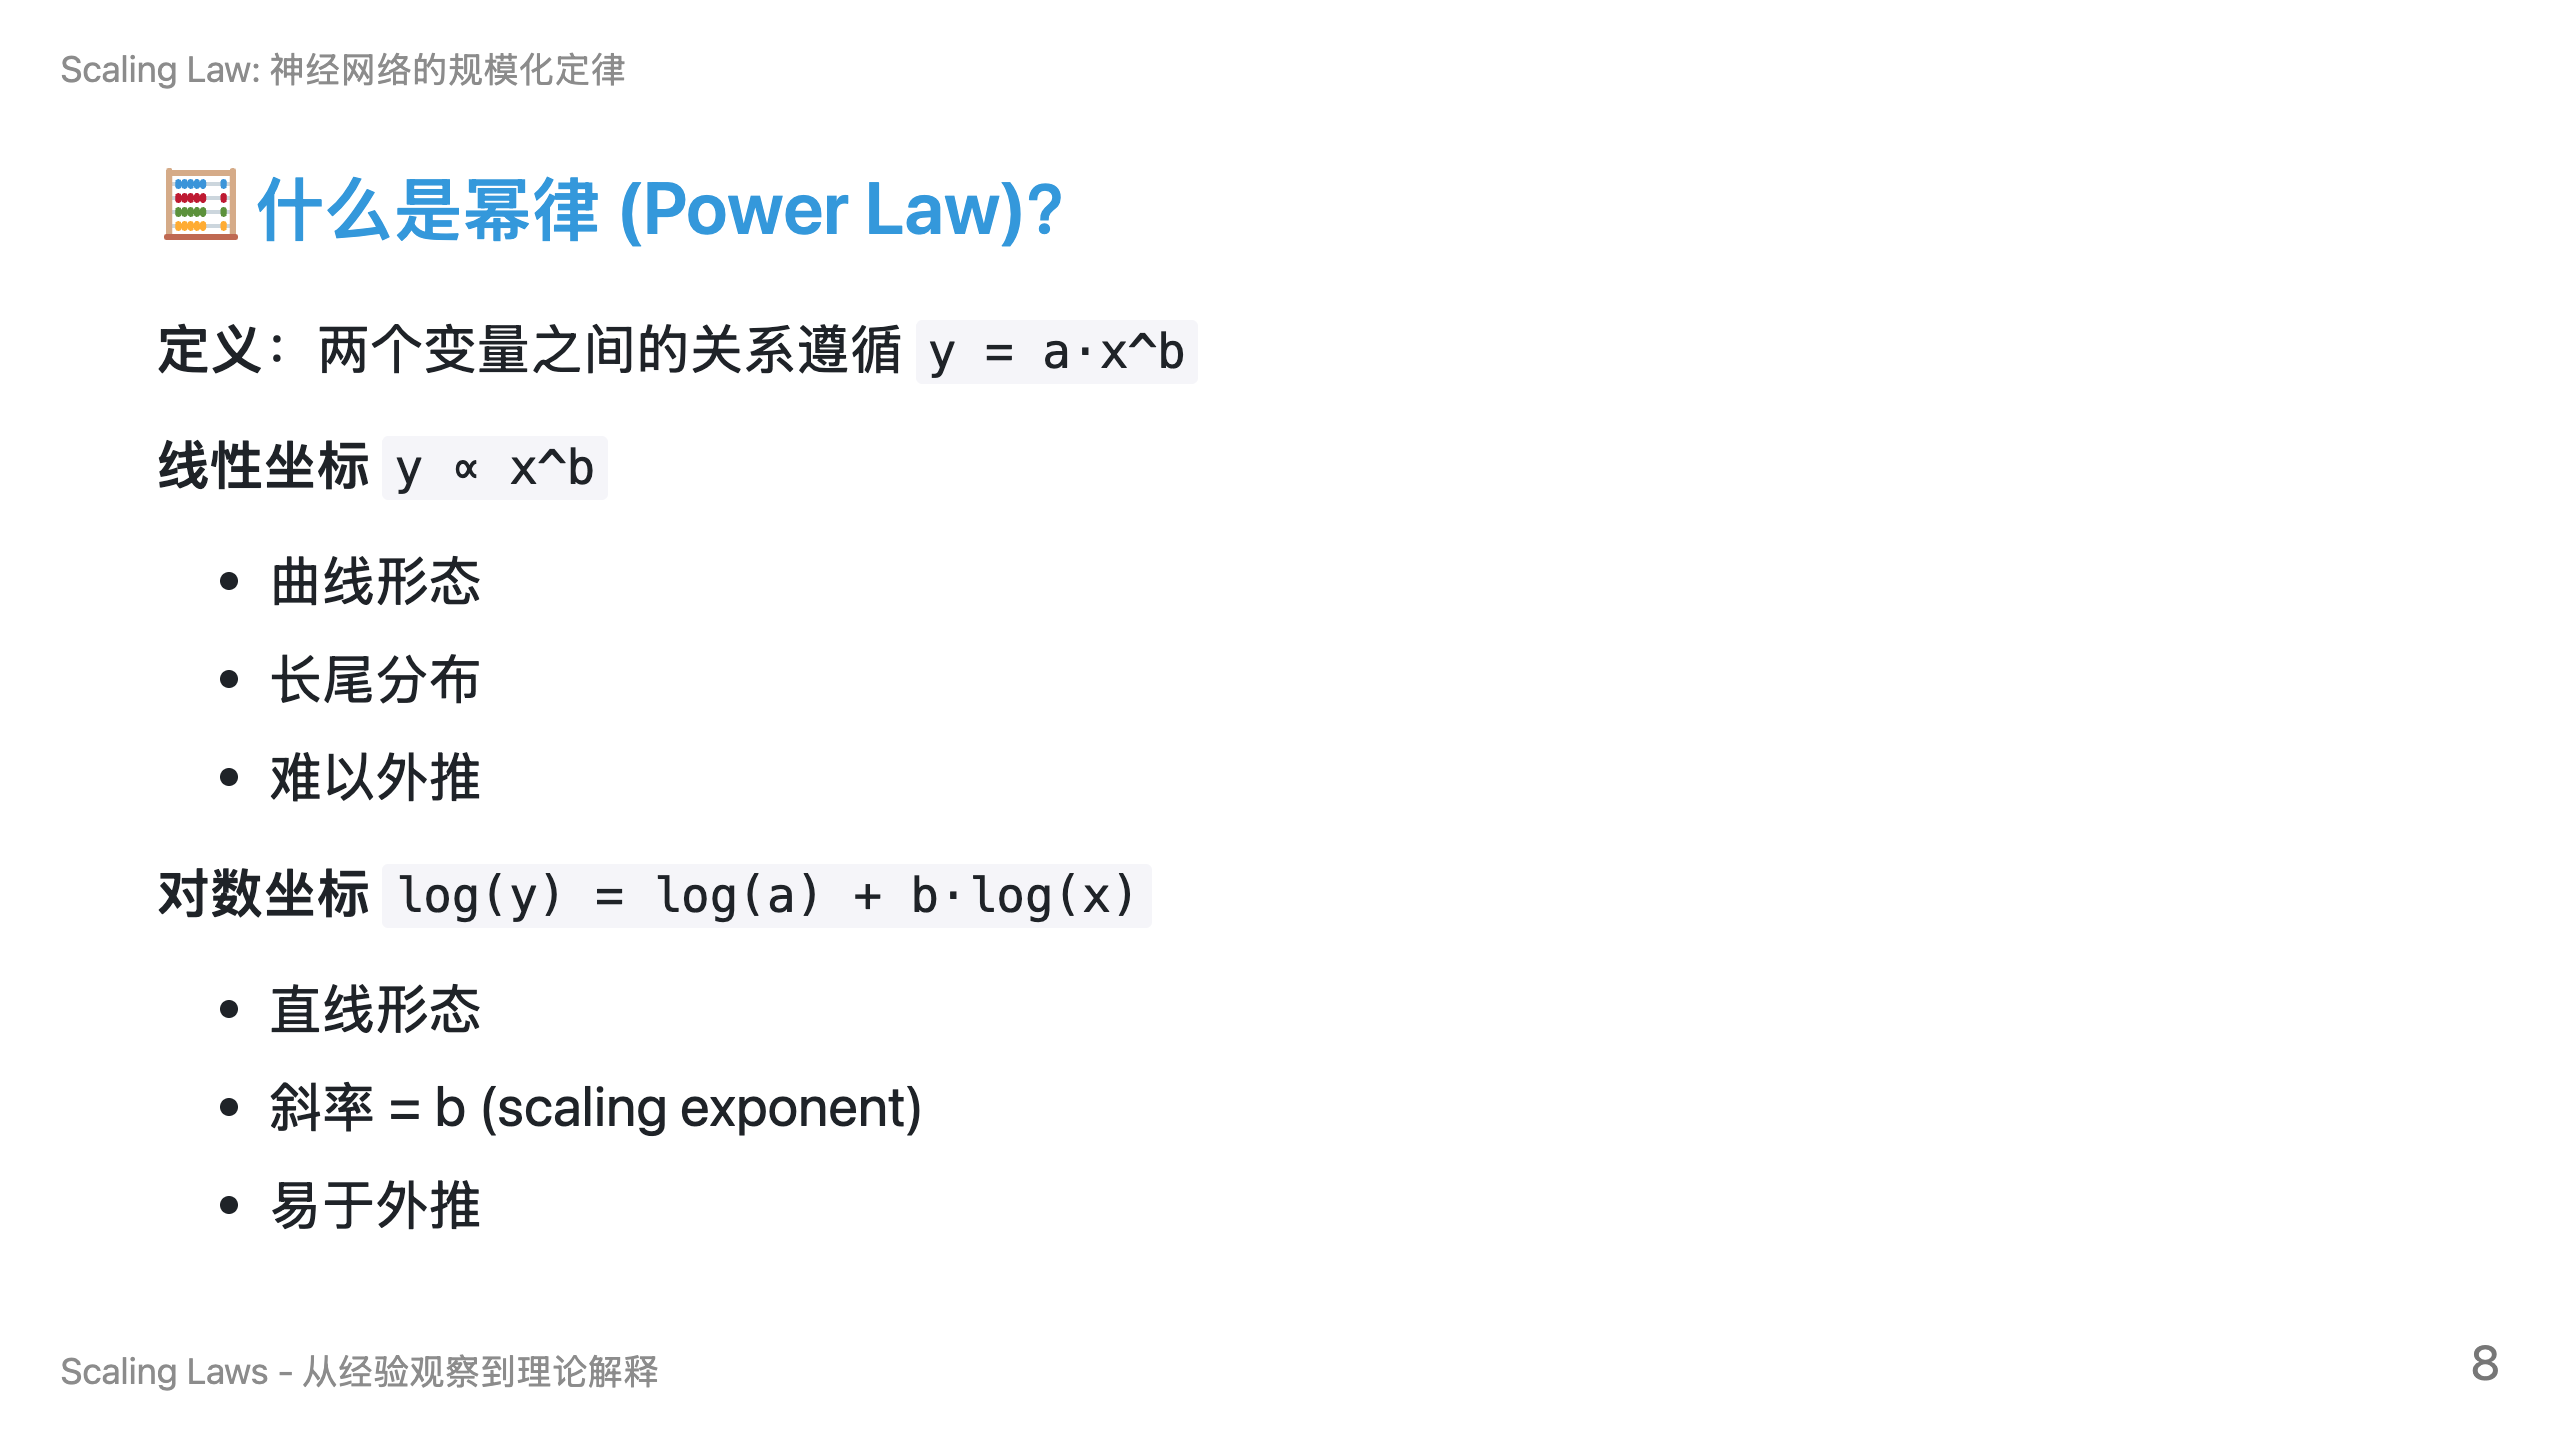 Scaling Law: 神经网络的规模化定律
🧮 什么是幂律 (Power Law)?
定义：两个变量之间的关系遵循 y = a·x^b
线性坐标 y ∝ x^b
• 曲线形态
• 长尾分布
• 难以外推
对数坐标 log(y) = log(a) + b·log(x)
• 直线形态
• 斜率 = b (scaling exponent)
• 易于外推
Scaling Laws - 从经验观察到理论解释
8